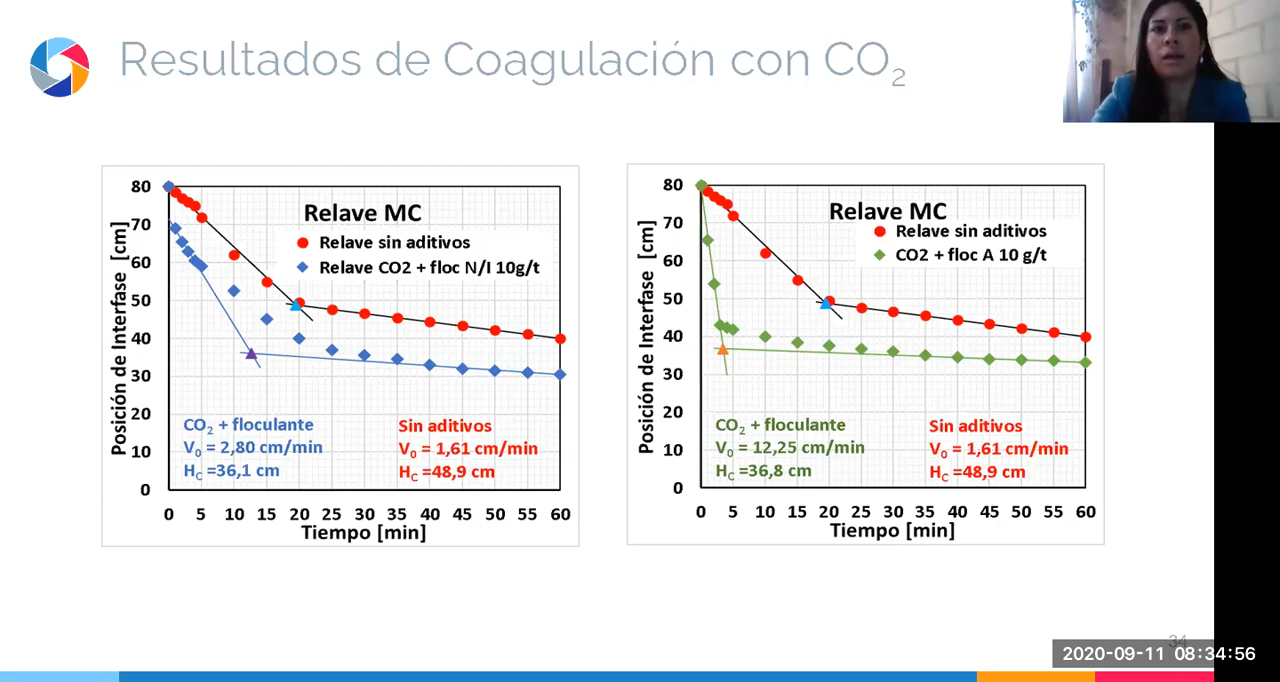 Resultados de Coagulación con CO₂
Relave MC
Relave sin aditivos
Relave CO2 + floc N/I 10g/t
Posición de Interfase [cm]
80
70
60
50
40
30
20
10
0
CO₂ + floculante
V₀ = 2,80 cm/min
H_C =36,1 cm
Sin aditivos
V₀ = 1,61 cm/min
H_C =48,9 cm
0 5 10 15 20 25 30 35 40 45 50 55 60
Tiempo [min]
Relave MC
Relave sin aditivos
CO2 + floc A 10 g/t
Posición de Interfase [cm]
80
70
60
50
40
30
20
10
0
CO₂ + floculante
V₀ = 12,25 cm/min
H_C =36,8 cm
Sin aditivos
V₀ = 1,61 cm/min
H_C =48,9 cm
0 5 10 15 20 25 30 35 40 45 50 55 60
Tiempo [min]
34
2020-09-11 08:34:56